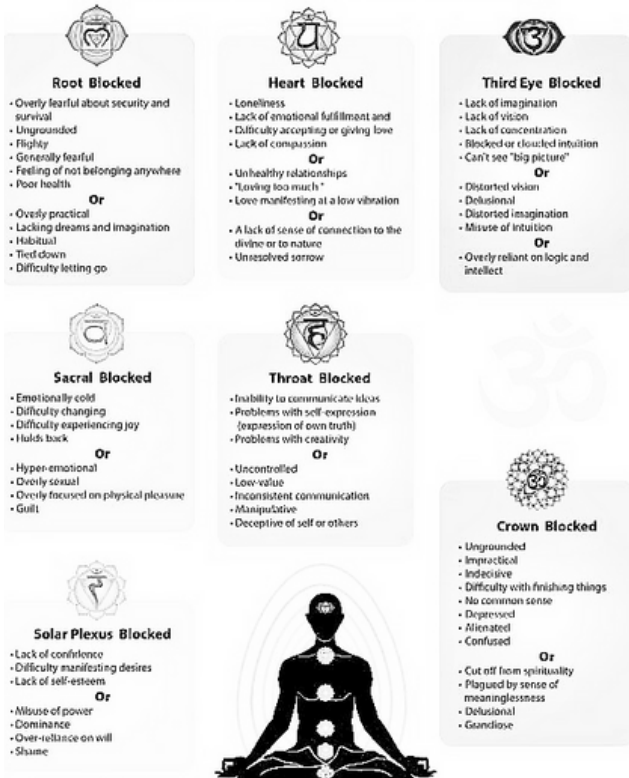 Root Blocked
• Overly fearful about security and
survival
• Ungrounded
• Flighty
• Generally fearful
• Feeling of not belonging anywhere
• Poor health
Or
• Overly practical
• Lacking dreams and imagination
• Habitual
• Tied down
• Difficulty letting go
Heart Blocked
• Loneliness
• Lack of emotional fulfillment and
• Difficulty accepting or giving love
• Lack of compassion
Or
• Unhealthy relationships
• "Loving too much "
• Love manifesting at a low vibration
Or
• A lack of sense of connection to the
divine or to nature
• Unresolved sorrow
Third Eye Blocked
• Lack of imagination
• Lack of vision
• Lack of concentration
• Blocked or clouded intuition
• Can't see "big picture"
Or
• Distorted vision
• Delusional
• Distorted imagination
• Misuse of Intuition
Or
• Overly reliant on logic and
intellect
Sacral Blocked
• Emotionally cold
• Difficulty changing
• Difficulty experiencing joy
• Holds back
Or
• Hyper-emotional
• Overly sexual
• Overly focused on physical pleasure
• Guilt
Throat Blocked
• Inability to communicate ideas
• Problems with self-expression
(expression of own truth)
• Problems with creativity
Or
• Uncontrolled
• Low-value
• Inconsistent communication
• Manipulative
• Deceptive of self or others
Solar Plexus Blocked
• Lack of confidence
• Difficulty manifesting desires
• Lack of self-esteem
Or
• Misuse of power
• Dominance
• Over-reliance on will
• Shame
Crown Blocked
• Ungrounded
• Impractical
• Indecisive
• Difficulty with finishing things
• No common sense
• Depressed
• Alienated
• Confused
Or
• Cut off from spirituality
• Plagued by sense of
meaninglessness
• Delusional
• Grandiose